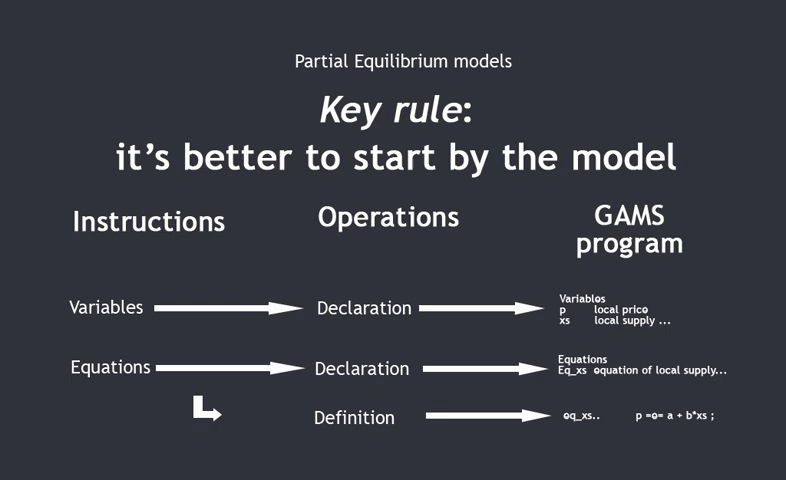 Partial Equilibrium models
Key rule:
it’s better to start by the model
Instructions
Operations
GAMS
program
Variables
Declaration
Variables
p local price
xs local supply ...
Equations
Declaration
Equations
Eq_xs equation of local supply...
Definition
eq_xs.. p =e= a + b*xs ;